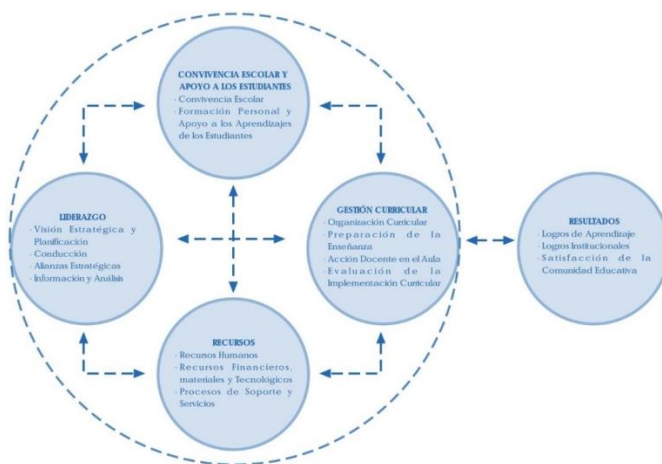 CONVIVENCIA ESCOLAR Y
APOYO A LOS ESTUDIANTES
- Convivencia Escolar
- Formación Personal y
Apoyo a los Aprendizajes
de los Estudiantes
LIDERAZGO
- Visión Estratégica y
Planificación
- Conducción
- Alianzas Estratégicas
- Información y Análisis
GESTIÓN CURRICULAR
- Organización Curricular
- Preparación de la
Enseñanza
- Acción Docente en el Aula
- Evaluación de la
Implementación Curricular
RESULTADOS
- Logros de Aprendizaje
- Logros Institucionales
- Satisfacción de la
Comunidad Educativa
RECURSOS
- Recursos Humanos
- Recursos Financieros,
materiales y Tecnológicos
- Procesos de Soporte y
Servicios